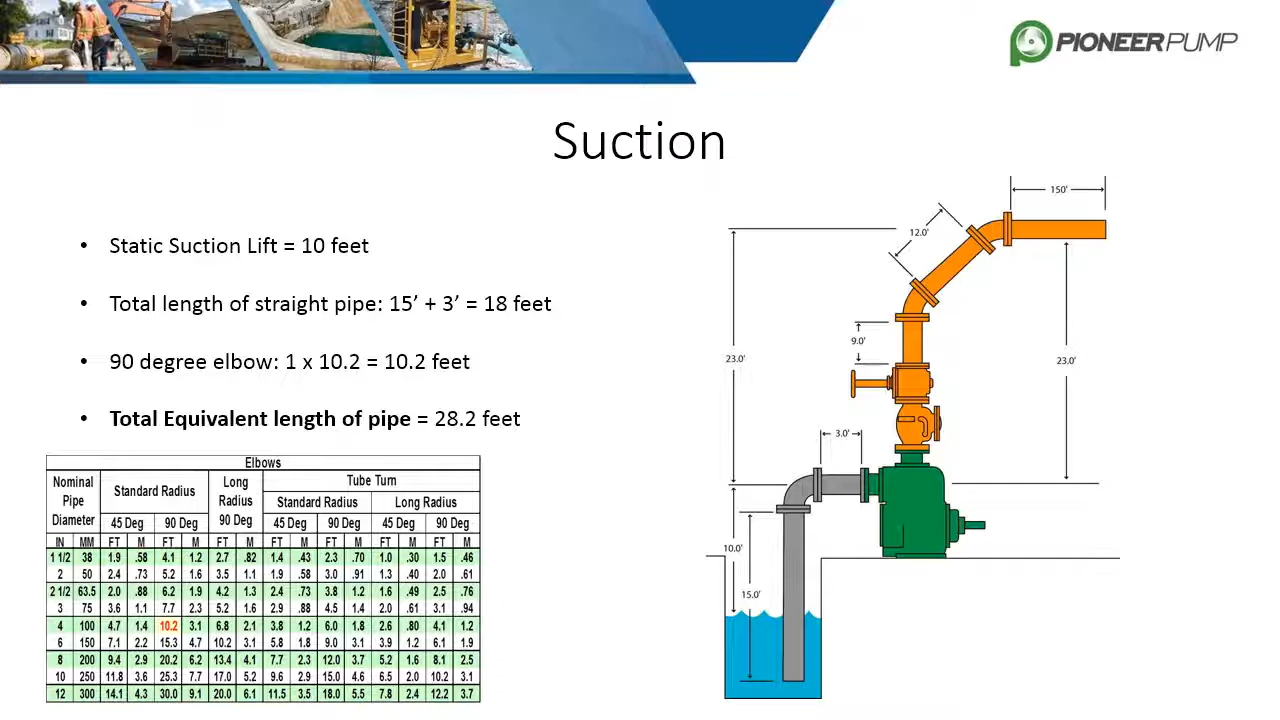 PIONEERPUMP
Suction
• Static Suction Lift = 10 feet
• Total length of straight pipe: 15’ + 3’ = 18 feet
• 90 degree elbow: 1 x 10.2 = 10.2 feet
• Total Equivalent length of pipe = 28.2 feet
Elbows
Nominal Pipe Diameter Standard Radius Long Radius 90 Deg Tube Turn
Standard Radius Long Radius
45 Deg 90 Deg 45 Deg 90 Deg 45 Deg 90 Deg
IN MM FT M FT M FT M FT M FT M FT M FT M
1 1/2 38 1.9 .58 4.1 1.2 2.7 .82 1.4 .43 2.3 .70 1.0 .30 1.5 .46
2 50 2.4 .73 5.2 1.6 3.5 1.1 1.9 .58 3.0 .91 1.3 .40 2.0 .61
2 1/2 63.5 2.0 .88 6.2 1.9 4.2 1.3 2.4 .73 3.8 1.2 1.6 .49 2.5 .76
3 75 3.6 1.1 7.7 2.3 5.2 1.6 2.9 .88 4.5 1.4 2.0 .61 3.1 .94
4 100 4.7 1.4 10.2 3.1 6.8 2.1 3.8 1.2 6.0 1.8 2.6 .80 4.1 1.2
6 150 7.1 2.2 15.3 4.7 10.2 3.1 5.8 1.8 9.0 3.1 3.9 1.2 6.1 1.9
8 200 9.4 2.9 20.2 6.2 13.4 4.1 7.7 2.3 12.0 3.7 5.2 1.6 8.1 2.5
10 250 11.8 3.6 25.3 7.7 17.0 5.2 9.6 2.9 15.0 4.6 6.5 2.0 10.2 3.1
12 300 14.1 4.3 30.0 9.1 20.0 6.1 11.5 3.5 18.0 5.5 7.8 2.4 12.2 3.7
150'
12.0'
9.0'
23.0'
23.0'
3.0'
10.0'
15.0'